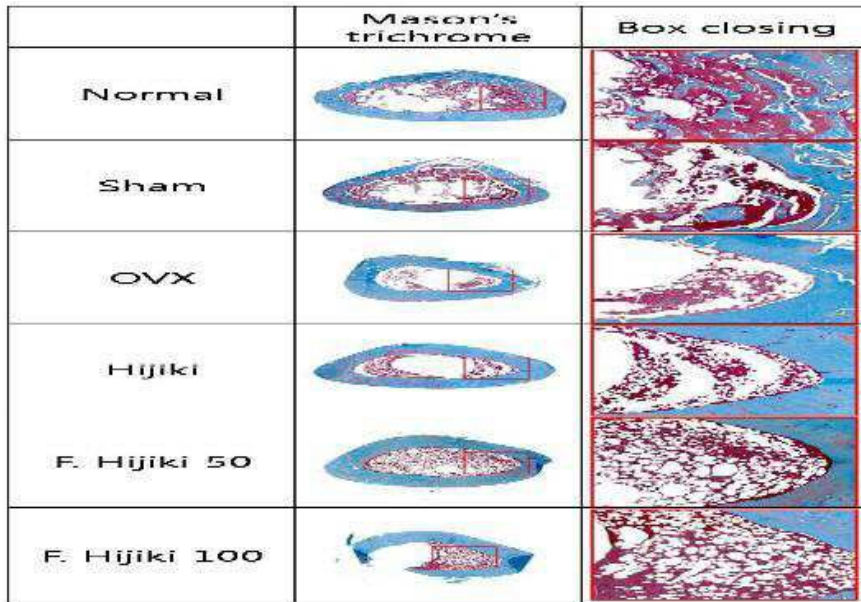 Mason's
trichrome
Box closing
Normal
Sham
OVX
Hijiki
F. Hijiki 50
F. Hijiki 100